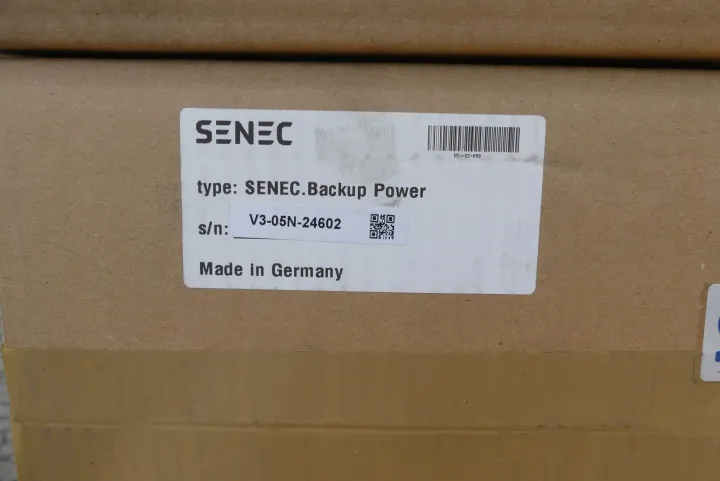 SENEC
type: SENEC.Backup Power
s/n: V3-05N-24602
Made in Germany